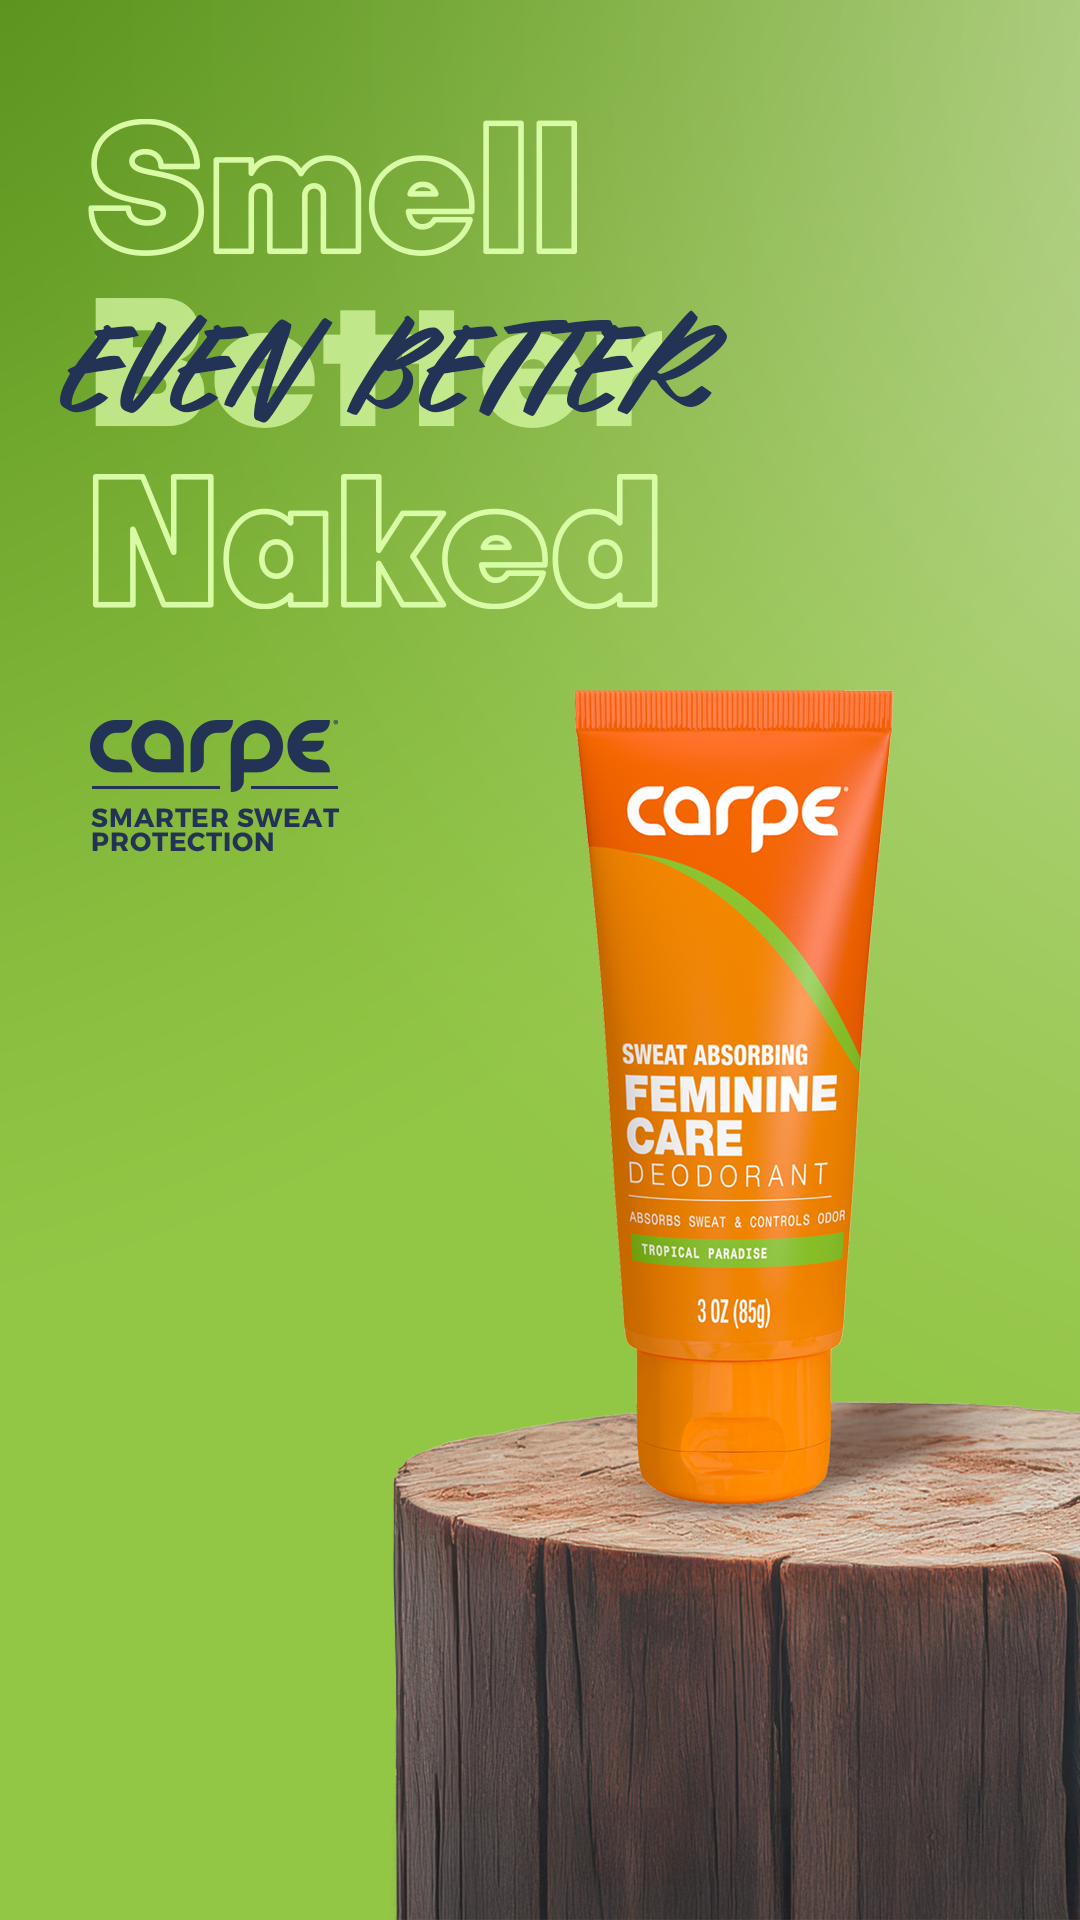 Smell
Better
EVEN BETTER
Naked
carpe®
SMARTER SWEAT
PROTECTION
carpe®
SWEAT ABSORBING
FEMININE
CARE
DEODORANT
ABSORBS SWEAT & CONTROLS ODOR
TROPICAL PARADISE
3 OZ (85g)